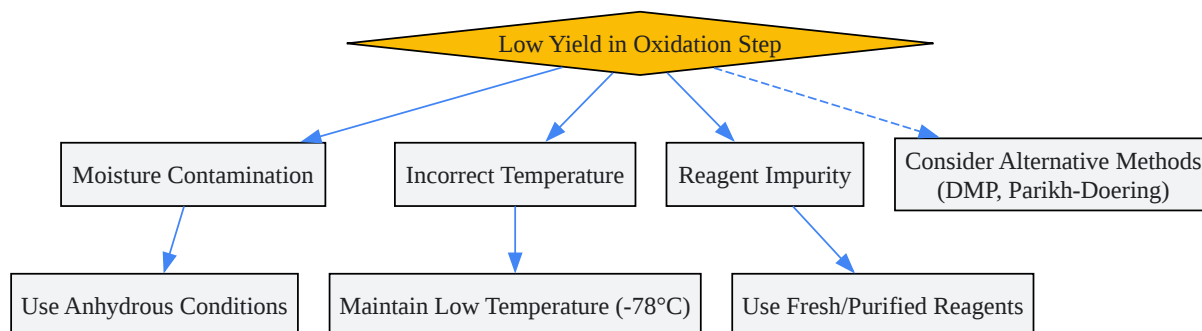 Low Yield in Oxidation Step
Moisture Contamination
Incorrect Temperature
Reagent Impurity
Consider Alternative Methods
(DMP, Parikh-Doering)
Use Anhydrous Conditions
Maintain Low Temperature (-78°C)
Use Fresh/Purified Reagents